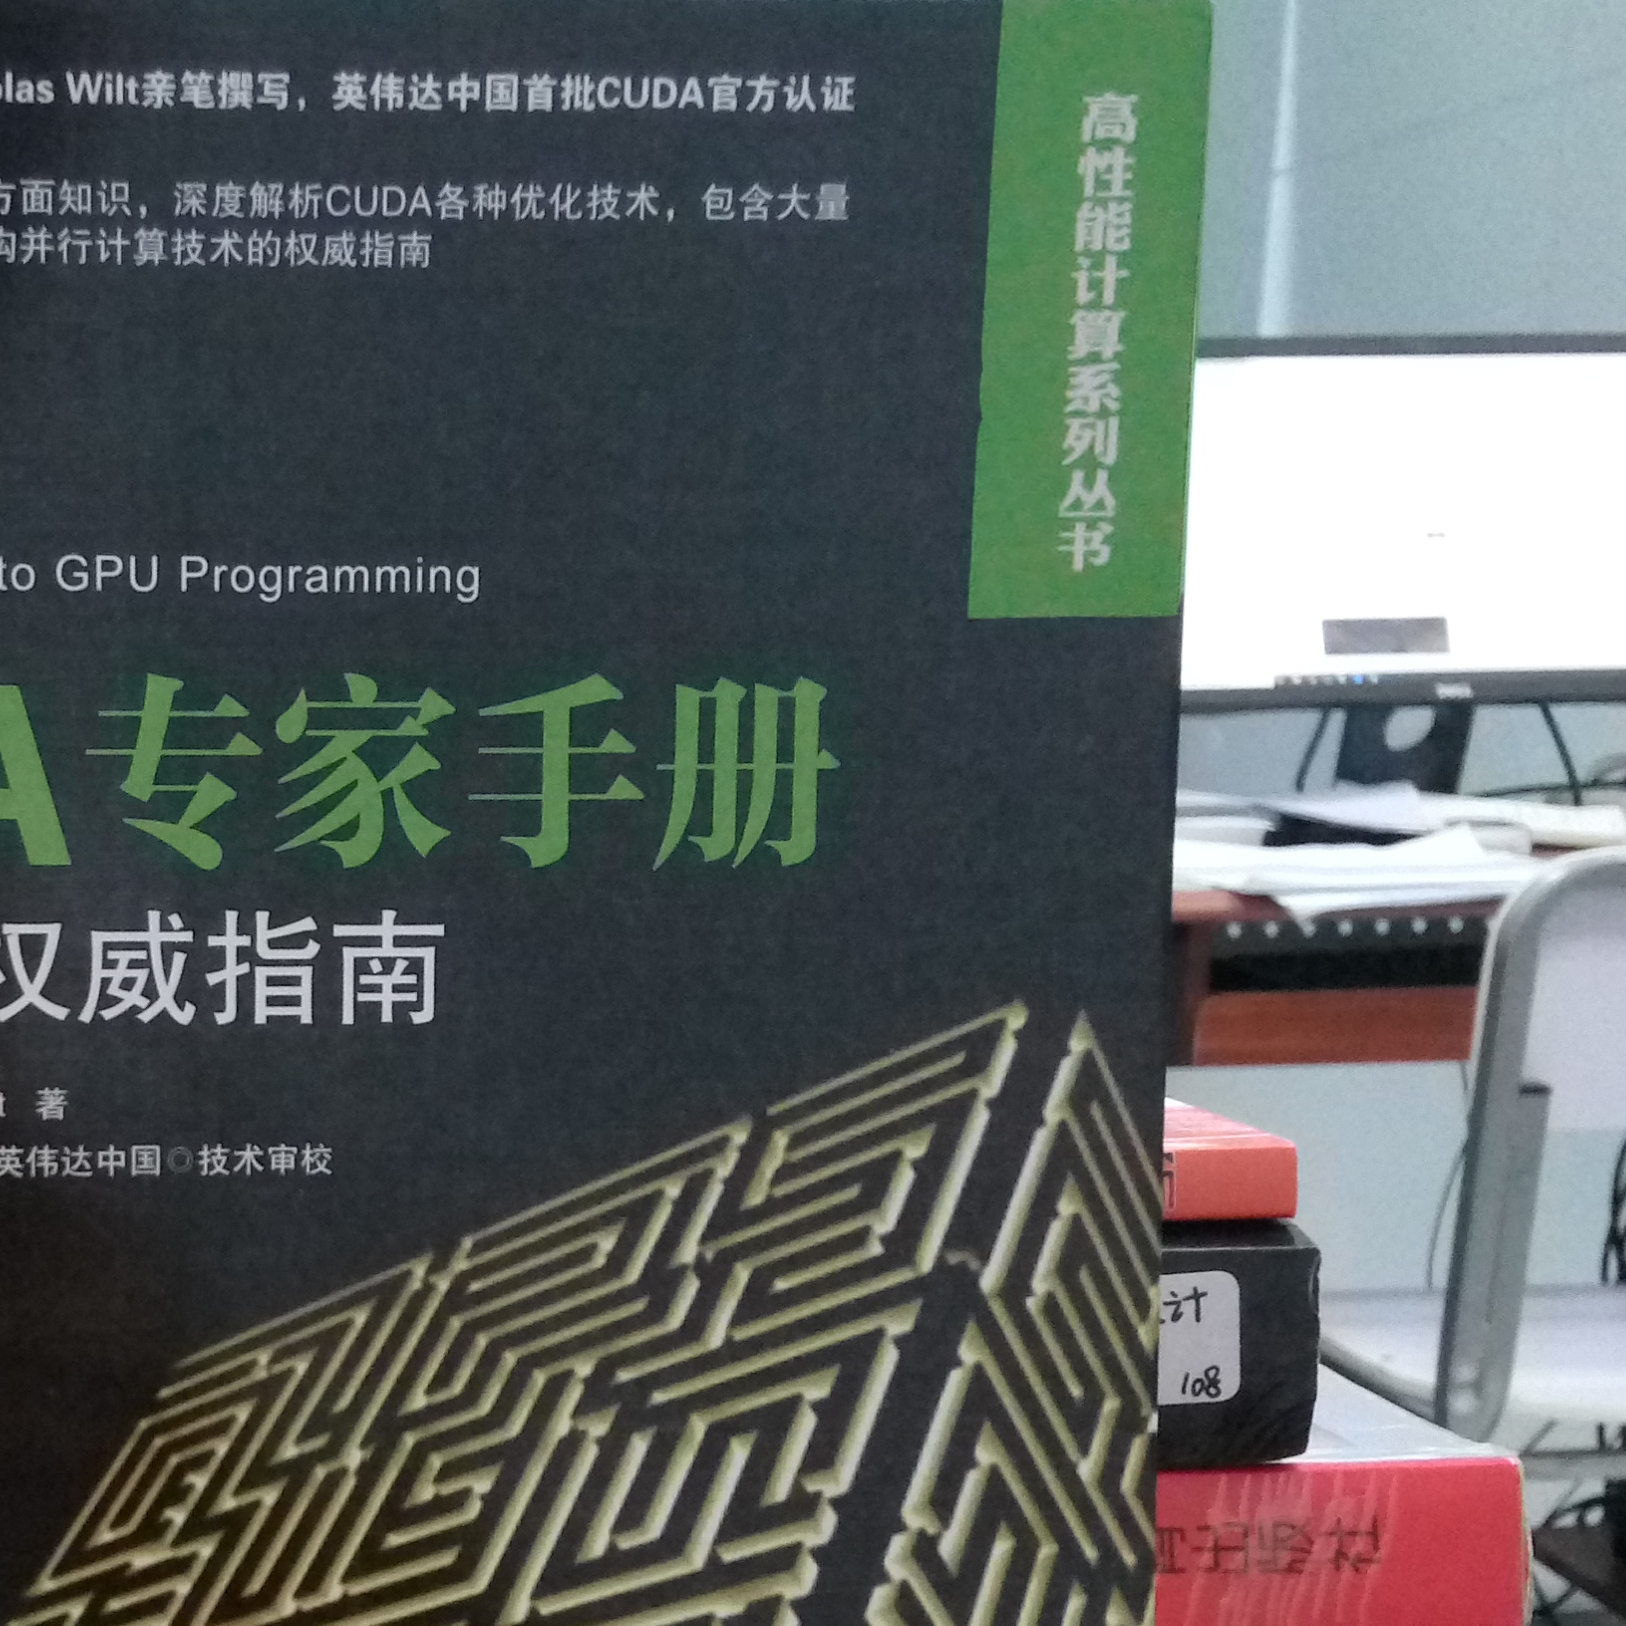 olas Wilt亲笔撰写，英伟达中国首批CUDA官方认证
方面知识，深度解析CUDA各种优化技术，包含大量
构并行计算技术的权威指南
高性能计算系列丛书
to GPU Programming
A专家手册
权威指南
t 著
英伟达中国◎技术审校
计
108
DELL